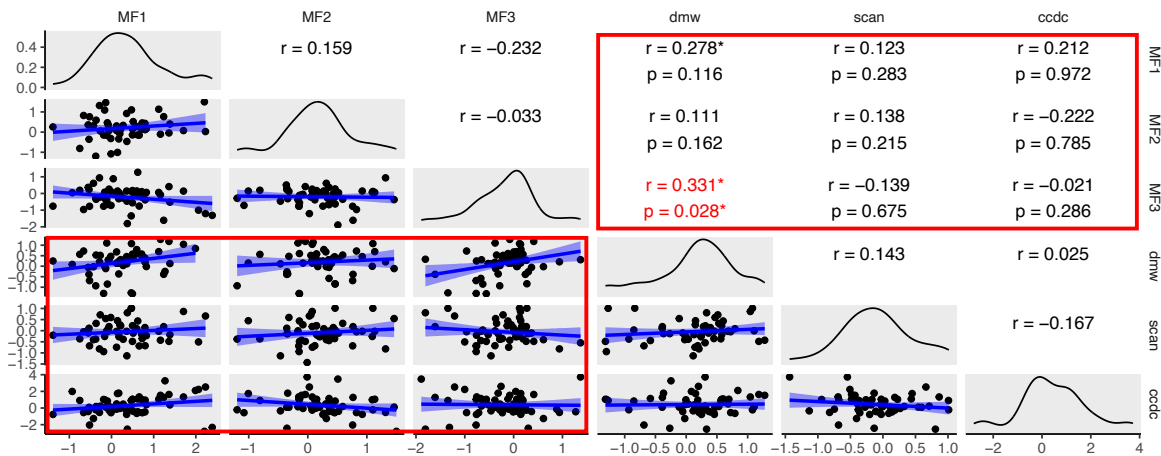 MF1 MF2 MF3 dmw scan ccdc
0.4 r = 0.159 r = −0.232 r = 0.278* r = 0.123 r = 0.212 MF1
0.2 p = 0.116 p = 0.283 p = 0.972
0.0
1 r = −0.033 r = 0.111 r = 0.138 r = −0.222 MF2
0 p = 0.162 p = 0.215 p = 0.785
−1
1 r = 0.331* r = −0.139 r = −0.021 MF3
0 p = 0.028* p = 0.675 p = 0.286
−1
−2
1.0 r = 0.143 r = 0.025 dmw
0.5
0.0
−0.5
−1.0
1.0 r = −0.167 scan
0.5
0.0
−0.5
−1.0
−1.5
4 ccdc
2
0
−2
−1 0 1 2 −1 0 1 −2 −1 0 1 −1.0 −0.5 0.0 0.5 1.0 −1.5 −1.0 −0.5 0.0 0.5 1.0 −2 0 2 4